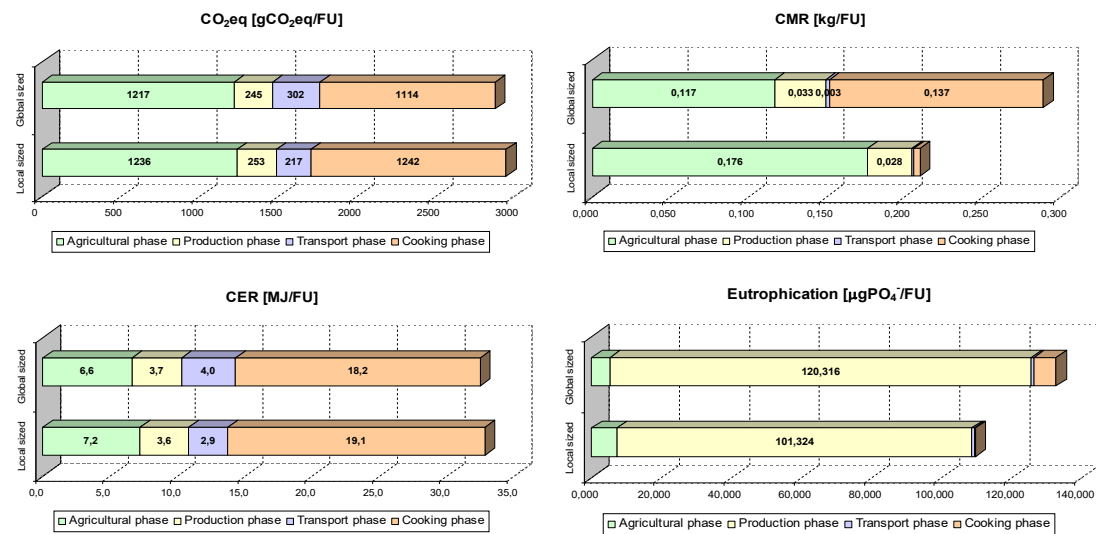 CO₂eq [gCO₂eq/FU]
Global sized
1217 245 302 1114
Local sized
1236 253 217 1242
0 500 1000 1500 2000 2500 3000
Agricultural phase Production phase Transport phase Cooking phase
CMR [kg/FU]
Global sized
0,117 0,033 0,003 0,137
Local sized
0,176 0,028
0,000 0,050 0,100 0,150 0,200 0,250 0,300
Agricultural phase Production phase Transport phase Cooking phase
CER [MJ/FU]
Global sized
6,6 3,7 4,0 18,2
Local sized
7,2 3,6 2,9 19,1
0,0 5,0 10,0 15,0 20,0 25,0 30,0 35,0
Agricultural phase Production phase Transport phase Cooking phase
Eutrophication [µgPO₄⁻/FU]
Global sized
120,316
Local sized
101,324
0,000 20,000 40,000 60,000 80,000 100,000 120,000 140,000
Agricultural phase Production phase Transport phase Cooking phase